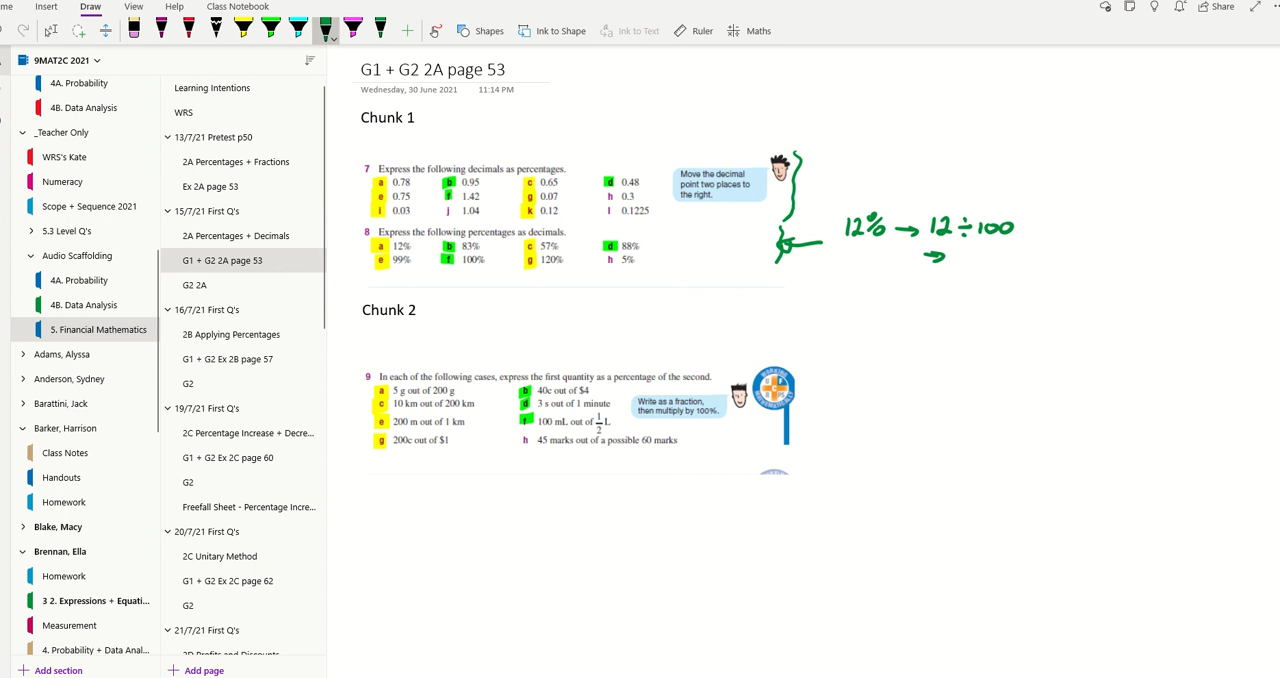 me Insert Draw View Help Class Notebook
Share
Shapes Ink to Shape Ink to Text Ruler Maths
9MAT2C 2021
4A. Probability
4B. Data Analysis
_Teacher Only
WRS's Kate
Numeracy
Scope + Sequence 2021
5.3 Level Q's
Audio Scaffolding
4A. Probability
4B. Data Analysis
5. Financial Mathematics
Adams, Alyssa
Anderson, Sydney
Barattini, Jack
Barker, Harrison
Class Notes
Handouts
Homework
Blake, Macy
Brennan, Ella
Homework
3 2. Expressions + Equati...
Measurement
4. Probability + Data Anal...
Add section
Learning Intentions
WRS
13/7/21 Pretest p50
2A Percentages + Fractions
Ex 2A page 53
15/7/21 First Q's
2A Percentages + Decimals
G1 + G2 2A page 53
G2 2A
16/7/21 First Q's
2B Applying Percentages
G1 + G2 Ex 2B page 57
G2
19/7/21 First Q's
2C Percentage Increase + Decre...
G1 + G2 Ex 2C page 60
G2
Freefall Sheet - Percentage Incre...
20/7/21 First Q's
2C Unitary Method
G1 + G2 Ex 2C page 62
G2
21/7/21 First Q's
2D Profits and Discounts
Add page
G1 + G2 2A page 53
Wednesday, 30 June 2021 11:14 PM
Chunk 1
7 Express the following decimals as percentages.
a 0.78 b 0.95 c 0.65 d 0.48
e 0.75 f 1.42 g 0.07 h 0.3
i 0.03 j 1.04 k 0.12 l 0.1225
Move the decimal
point two places to
the right.
8 Express the following percentages as decimals.
a 12% b 83% c 57% d 88%
e 99% f 100% g 120% h 5%
12% → 12 ÷ 100
→
Chunk 2
9 In each of the following cases, express the first quantity as a percentage of the second.
a 5 g out of 200 g b 40c out of $4
c 10 km out of 200 km d 3 s out of 1 minute
e 200 m out of 1 km f 100 mL out of 1/2 L
g 200c out of $1 h 45 marks out of a possible 60 marks
Write as a fraction,
then multiply by 100%.